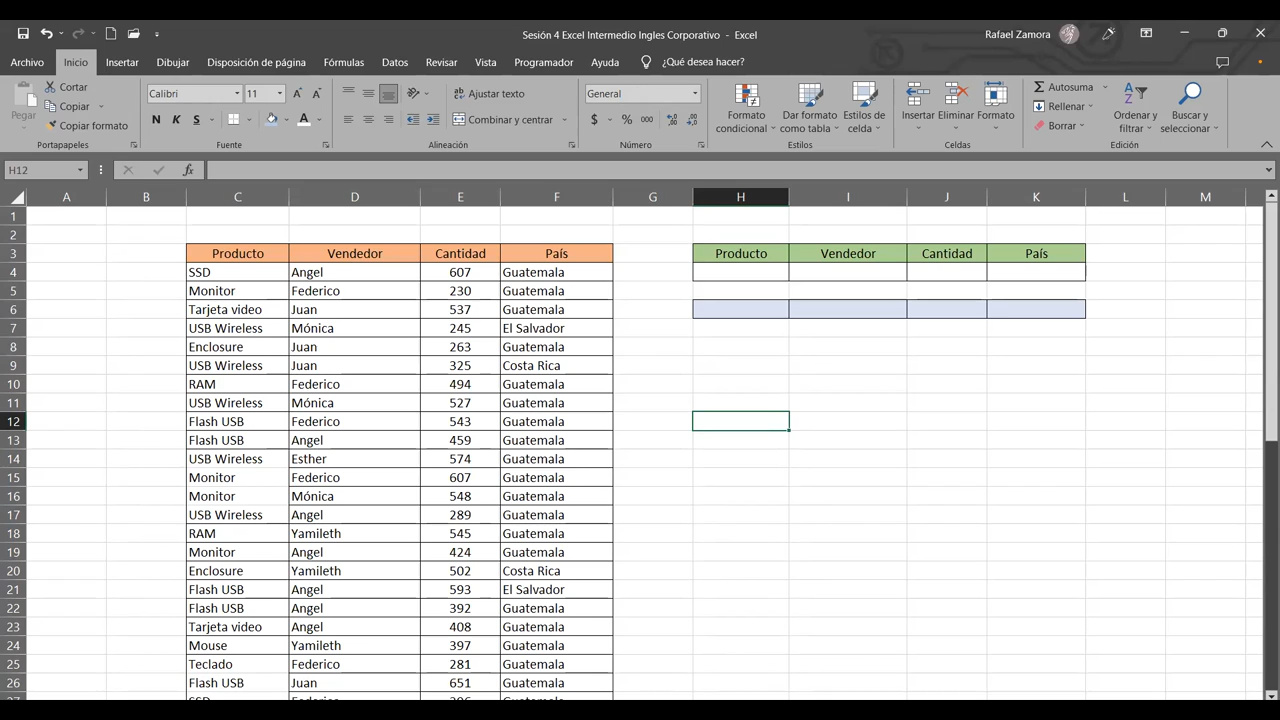 Sesión 4 Excel Intermedio Ingles Corporativo - Excel
Rafael Zamora
Archivo Inicio Insertar Dibujar Disposición de página Fórmulas Datos Revisar Vista Programador Ayuda ¿Qué desea hacer?
Pegar
Cortar
Copiar
Copiar formato
Portapapeles
Calibri 11
N K S
Fuente
Ajustar texto
Combinar y centrar
Alineación
General
$ % 000
Número
Formato condicional
Dar formato como tabla
Estilos de celda
Estilos
Insertar Eliminar Formato
Celdas
Autosuma
Rellenar
Borrar
Ordenar y filtrar
Buscar y seleccionar
Edición
H12 fx
A B C D E F G H I J K L M
1
2
3 Producto Vendedor Cantidad País Producto Vendedor Cantidad País
4 SSD Angel 607 Guatemala
5 Monitor Federico 230 Guatemala
6 Tarjeta video Juan 537 Guatemala
7 USB Wireless Mónica 245 El Salvador
8 Enclosure Juan 263 Guatemala
9 USB Wireless Juan 325 Costa Rica
10 RAM Federico 494 Guatemala
11 USB Wireless Mónica 527 Guatemala
12 Flash USB Federico 543 Guatemala
13 Flash USB Angel 459 Guatemala
14 USB Wireless Esther 574 Guatemala
15 Monitor Federico 607 Guatemala
16 Monitor Mónica 548 Guatemala
17 USB Wireless Angel 289 Guatemala
18 RAM Yamileth 545 Guatemala
19 Monitor Angel 424 Guatemala
20 Enclosure Yamileth 502 Costa Rica
21 Flash USB Angel 593 El Salvador
22 Flash USB Angel 392 Guatemala
23 Tarjeta video Angel 408 Guatemala
24 Mouse Yamileth 397 Guatemala
25 Teclado Federico 281 Guatemala
26 Flash USB Juan 651 Guatemala